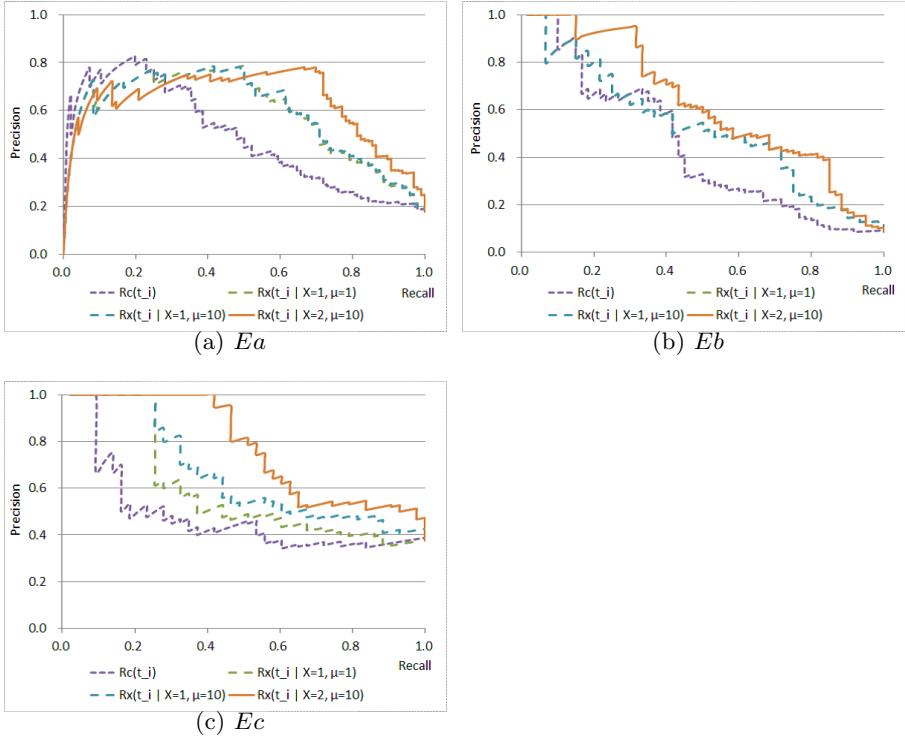 1.0
0.8
0.6
0.4
0.2
0.0
Precision
0.0 0.2 0.4 0.6 0.8 1.0
Recall
Rc(t_i) Rx(t_i | X=1, μ=1)
Rx(t_i | X=1, μ=10) Rx(t_i | X=2, μ=10)
(a) Ea
1.0
0.8
0.6
0.4
0.2
0.0
Precision
0.0 0.2 0.4 0.6 0.8 1.0
Recall
Rc(t_i) Rx(t_i | X=1, μ=1)
Rx(t_i | X=1, μ=10) Rx(t_i | X=2, μ=10)
(b) Eb
1.0
0.8
0.6
0.4
0.2
0.0
Precision
0.0 0.2 0.4 0.6 0.8 1.0
Recall
Rc(t_i) Rx(t_i | X=1, μ=1)
Rx(t_i | X=1, μ=10) Rx(t_i | X=2, μ=10)
(c) Ec